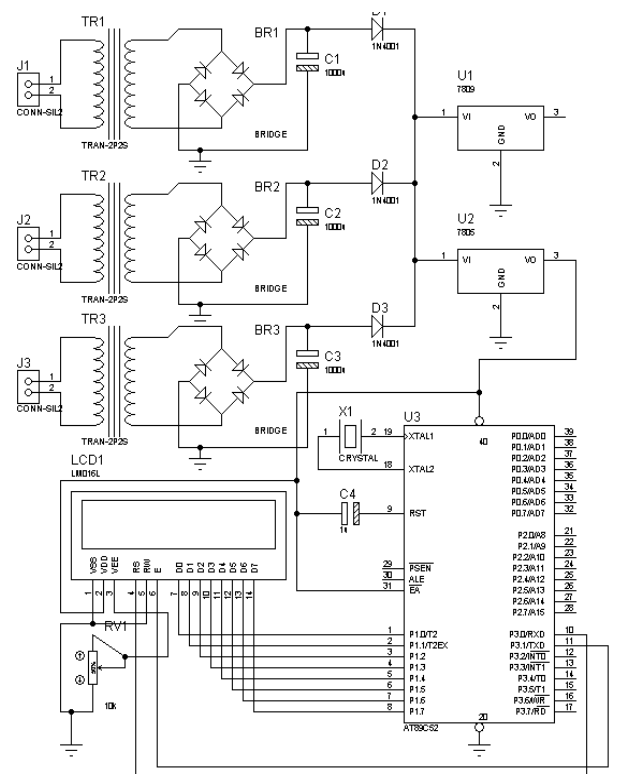 TR1
BR1
D1
1N4001
J1
1
2
CONN-SIL2
C1
1000u
U1
7809
1
VI
VO
3
GND
2
TRAN-2P2S
BRIDGE
TR2
BR2
D2
1N4001
J2
1
2
CONN-SIL2
C2
1000u
U2
7805
1
VI
VO
3
GND
2
TRAN-2P2S
BRIDGE
TR3
BR3
D3
1N4001
J3
1
2
CONN-SIL2
C3
1000u
TRAN-2P2S
BRIDGE
X1
1
2
CRYSTAL
U3
40
19
XTAL1
18
XTAL2
C4
1u
9
RST
29
PSEN
30
ALE
31
EA
1
P1.0/T2
2
P1.1/T2EX
3
P1.2
4
P1.3
5
P1.4
6
P1.5
7
P1.6
8
P1.7
P0.0/AD0
39
P0.1/AD1
38
P0.2/AD2
37
P0.3/AD3
36
P0.4/AD4
35
P0.5/AD5
34
P0.6/AD6
33
P0.7/AD7
32
P2.0/A8
21
P2.1/A9
22
P2.2/A10
23
P2.3/A11
24
P2.4/A12
25
P2.5/A13
26
P2.6/A14
27
P2.7/A15
28
P3.0/RXD
10
P3.1/TXD
11
P3.2/INT0
12
P3.3/INT1
13
P3.4/T0
14
P3.5/T1
15
P3.6/WR
16
P3.7/RD
17
20
AT89C52
LCD1
LM016L
VSS
VDD
VEE
RS
RW
E
D0
D1
D2
D3
D4
D5
D6
D7
1
2
3
4
5
6
7
8
9
10
11
12
13
14
RV1
50%
10k